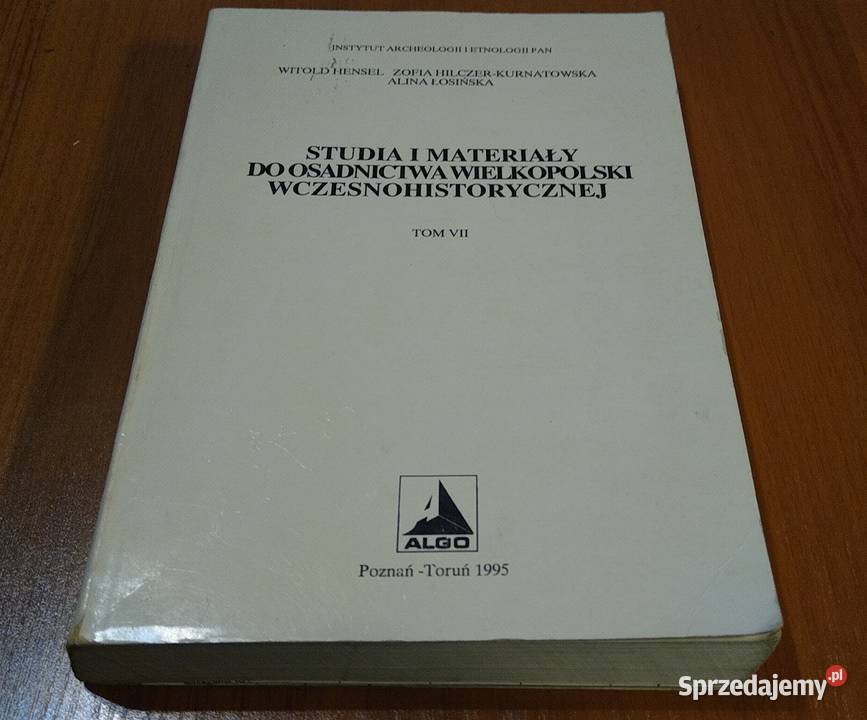 INSTYTUT ARCHEOLOGII I ETNOLOGII PAN
WITOLD HENSEL ZOFIA HILCZER-KURNATOWSKA
ALINA ŁOSIŃSKA
STUDIA I MATERIAŁY
DO OSADNICTWA WIELKOPOLSKI
WCZESNOHISTORYCZNEJ
TOM VII
ALGO
Poznań -Toruń 1995
Sprzedajemy.pl